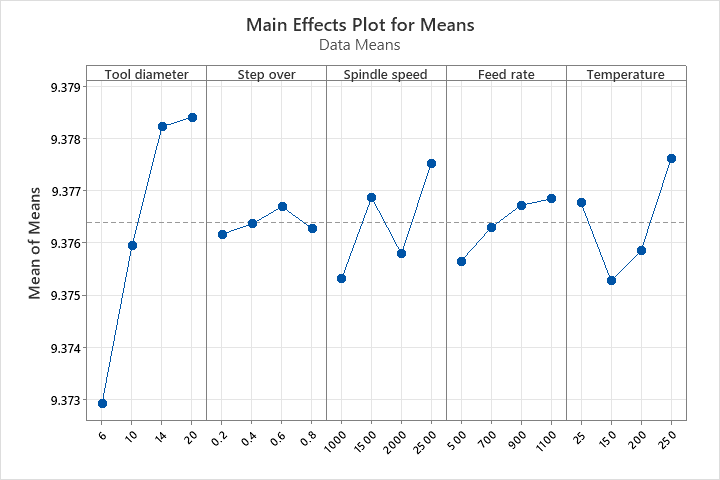 Main Effects Plot for Means
Data Means
Tool diameter Step over Spindle speed Feed rate Temperature
9.379
9.378
9.377
9.376
9.375
9.374
9.373
Mean of Means
6 10 14 20 0.2 0.4 0.6 0.8 1000 1500 2000 2500 500 700 900 1100 25 150 200 250